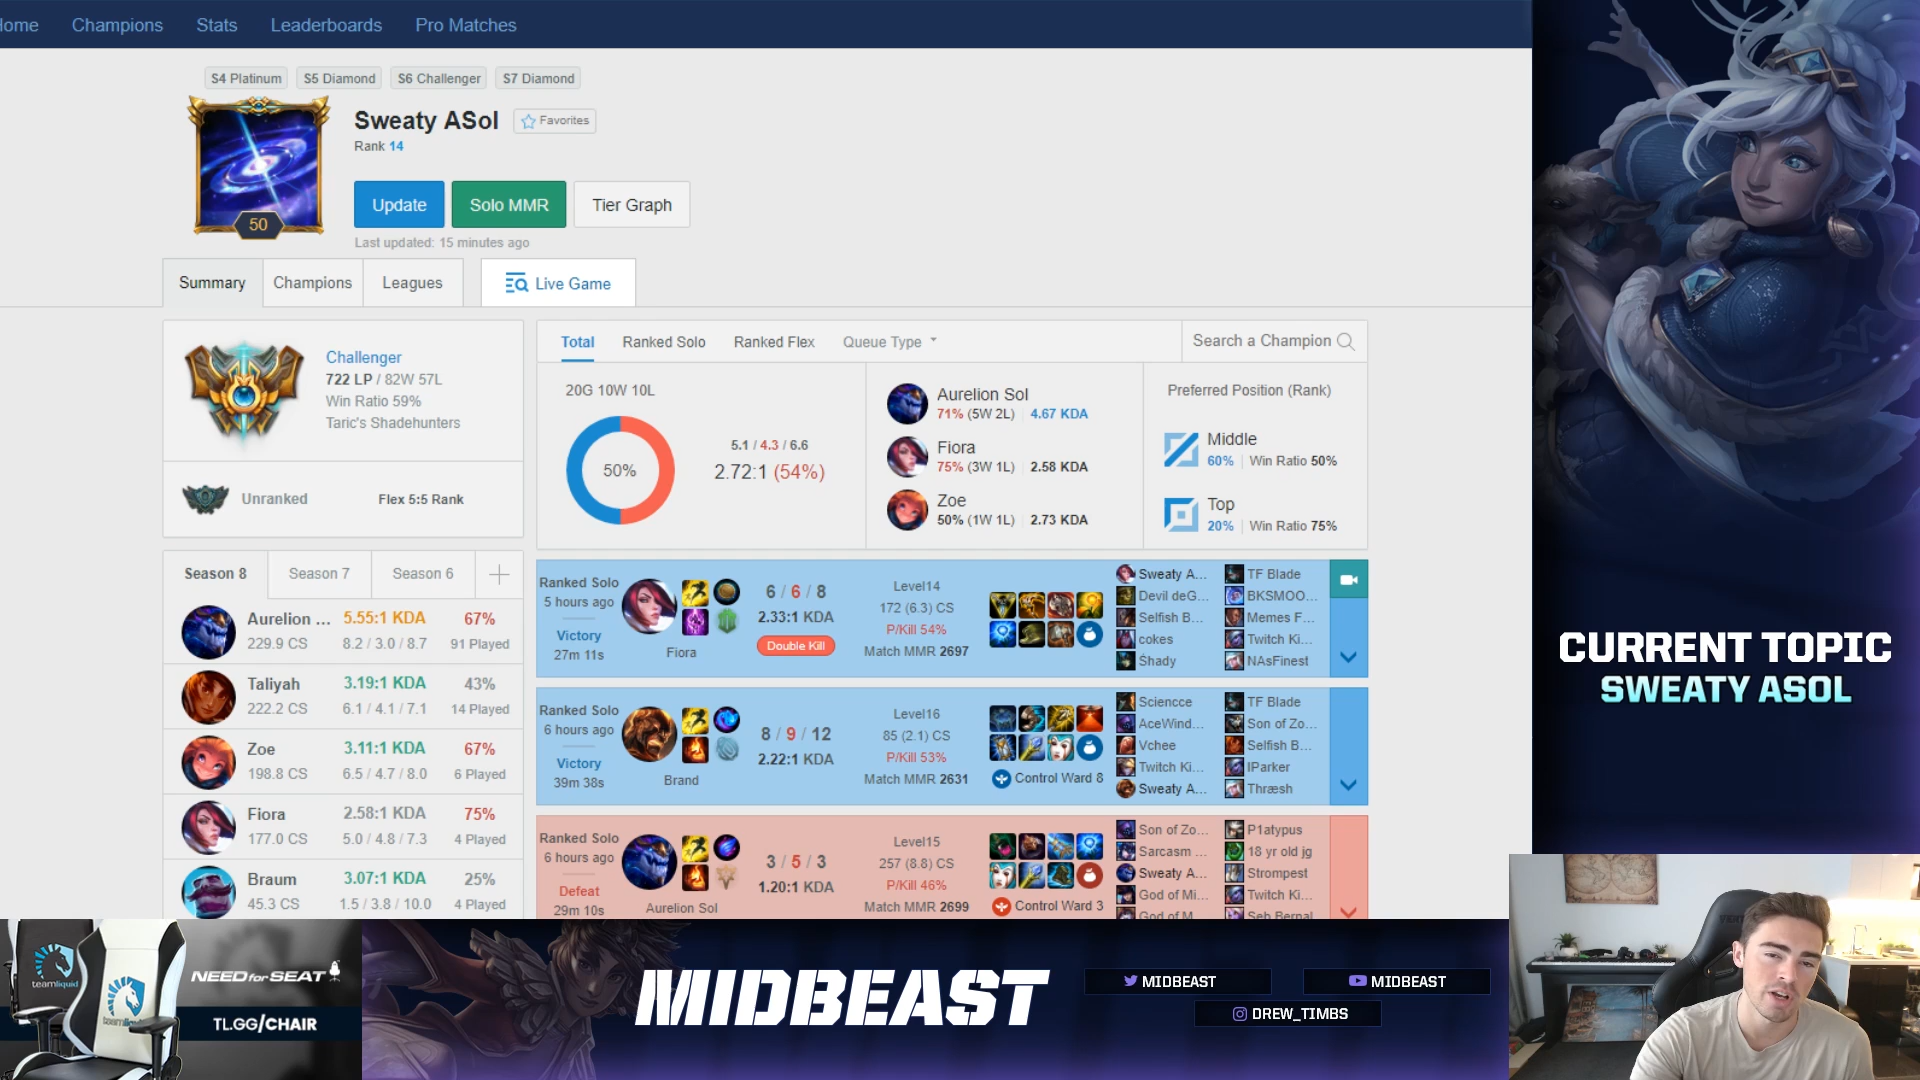 Home Champions Stats Leaderboards Pro Matches
S4 Platinum S5 Diamond S6 Challenger S7 Diamond
Sweaty ASol Favorites
Rank 14
50
Update Solo MMR Tier Graph
Last updated: 15 minutes ago
Summary Champions Leagues Live Game
Challenger
722 LP / 82W 57L
Win Ratio 59%
Taric's Shadehunters
Unranked Flex 5:5 Rank
Season 8 Season 7 Season 6
Aurelion ... 5.55:1 KDA 67%
229.9 CS 8.2 / 3.0 / 8.7 91 Played
Taliyah 3.19:1 KDA 43%
222.2 CS 6.1 / 4.1 / 7.1 14 Played
Zoe 3.11:1 KDA 67%
198.8 CS 6.5 / 4.7 / 8.0 6 Played
Fiora 2.58:1 KDA 75%
177.0 CS 5.0 / 4.8 / 7.3 4 Played
Braum 3.07:1 KDA 25%
45.3 CS 1.5 / 3.8 / 10.0 4 Played
Total Ranked Solo Ranked Flex Queue Type Search a Champion
20G 10W 10L
50%
5.1 / 4.3 / 6.6
2.72:1 (54%)
Aurelion Sol
71% (5W 2L) 4.67 KDA
Fiora
75% (3W 1L) 2.58 KDA
Zoe
50% (1W 1L) 2.73 KDA
Preferred Position (Rank)
Middle
60% Win Ratio 50%
Top
20% Win Ratio 75%
Ranked Solo
5 hours ago
Victory
27m 11s
Fiora
6 / 6 / 8
2.33:1 KDA
Double Kill
Level14
172 (6.3) CS
P/Kill 54%
Match MMR 2697
Sweaty A... TF Blade
Devil deG... BKSMOO...
Selfish B... Memes F...
cokes Twitch Ki...
Shady NAsFinest
Ranked Solo
6 hours ago
Victory
39m 38s
Brand
8 / 9 / 12
2.22:1 KDA
Level16
85 (2.1) CS
P/Kill 53%
Match MMR 2631
Control Ward 8
Sciencce TF Blade
AceWind... Son of Zo...
Vchee Selfish B...
Twitch Ki... IParker
Sweaty A... Thræsh
Ranked Solo
6 hours ago
Defeat
29m 10s
Aurelion Sol
3 / 5 / 3
1.20:1 KDA
Level15
257 (8.8) CS
P/Kill 46%
Match MMR 2699
Control Ward 3
Son of Zo... P1atypus
Sarcasm ... 18 yr old jg
Sweaty A... Strompest
God of Mi... Twitch Ki...
God of M... Seb Bernal
CURRENT TOPIC
SWEATY ASOL
teamliquid
NEED for SEAT
TL.GG/CHAIR
MIDBEAST
MIDBEAST MIDBEAST
DREW_TIMBS